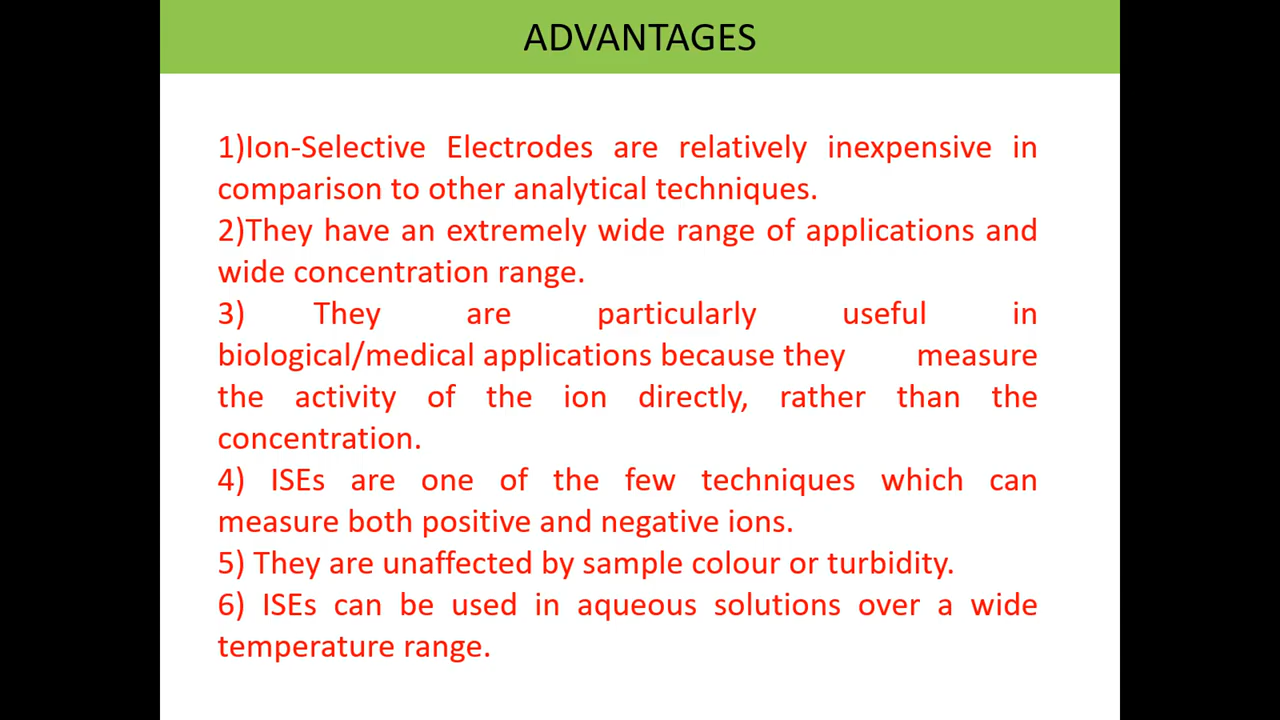 ADVANTAGES
1)Ion-Selective Electrodes are relatively inexpensive in
comparison to other analytical techniques.
2)They have an extremely wide range of applications and
wide concentration range.
3) They are particularly useful in
biological/medical applications because they measure
the activity of the ion directly, rather than the
concentration.
4) ISEs are one of the few techniques which can
measure both positive and negative ions.
5) They are unaffected by sample colour or turbidity.
6) ISEs can be used in aqueous solutions over a wide
temperature range.